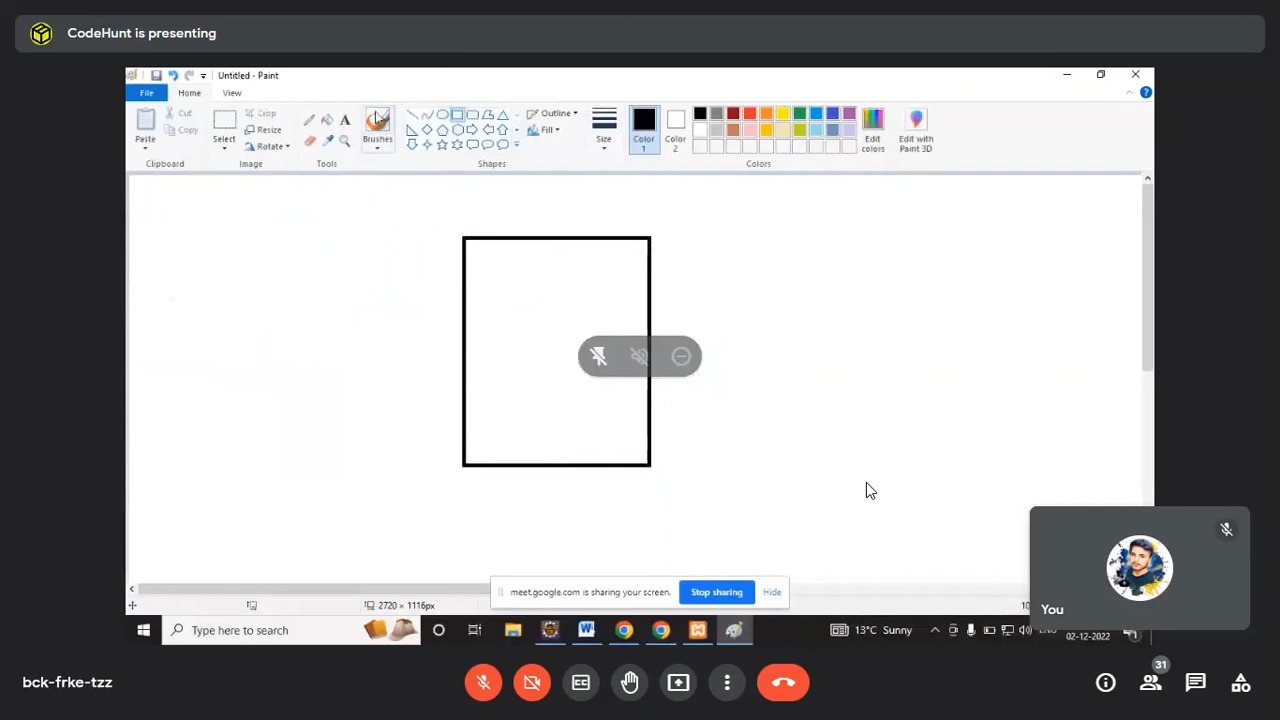 CodeHunt is presenting
Untitled - Paint
File Home View
Paste
Cut
Copy
Clipboard
Select
Crop
Resize
Rotate
Image
Tools
Brushes
Shapes
Outline
Fill
Size
Color 1
Color 2
Colors
Edit colors
Edit with Paint 3D
meet.google.com is sharing your screen. Stop sharing Hide
2720 × 1116px
You
Type here to search
13°C Sunny
02-12-2022
bck-frke-tzz
31